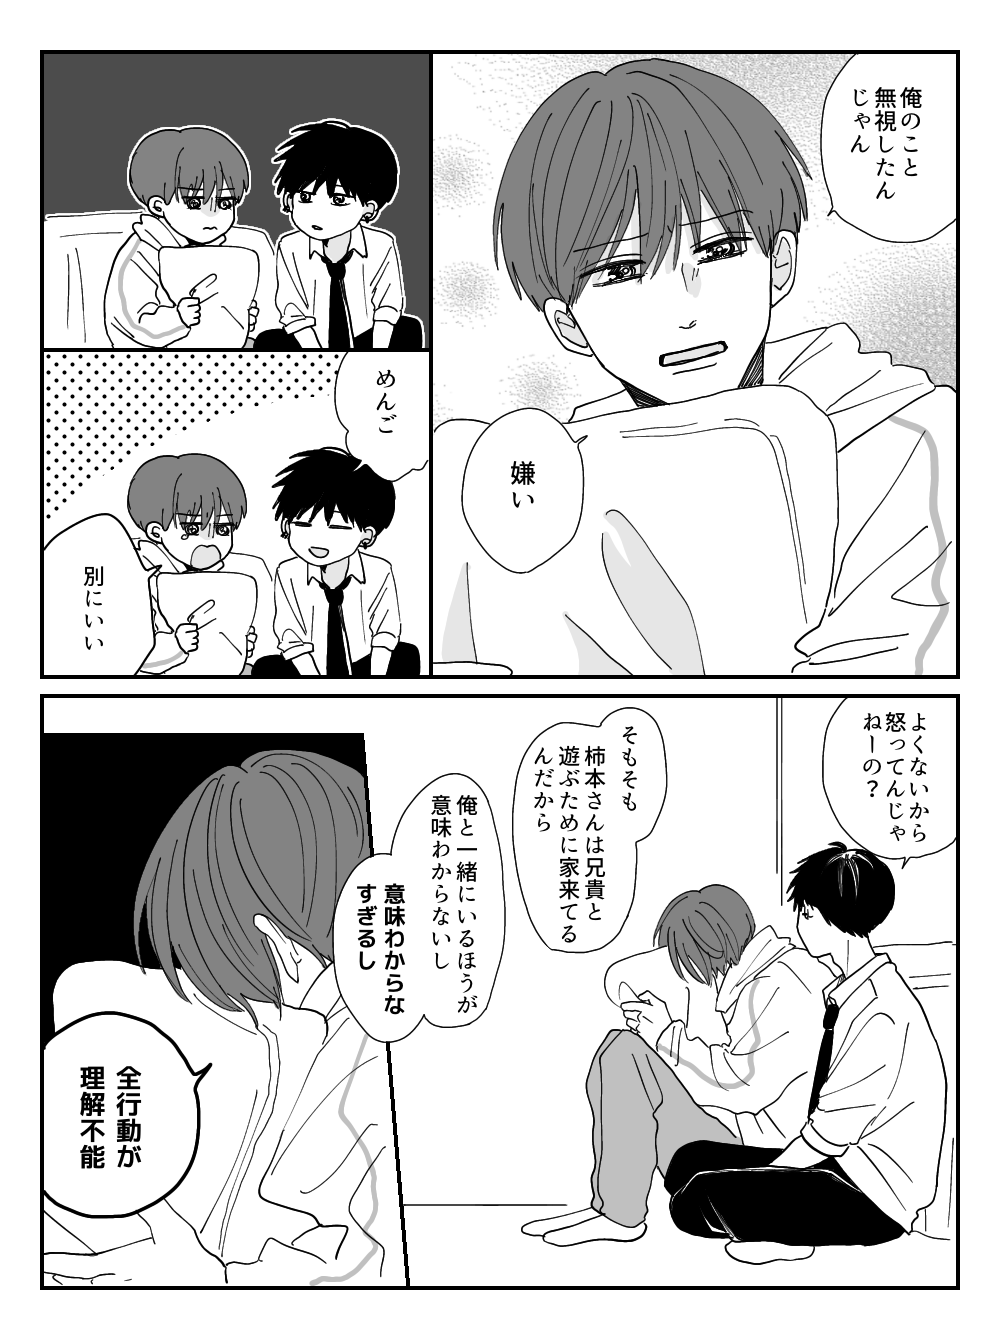 俺のこと
無視したん
じゃん
嫌い
めんご
別にいい
よくないから
怒ってんじゃ
ねーの？
そもそも
柿本さんは兄貴と
遊ぶために家来てる
んだから
俺と一緒にいるほうが
意味わからないし
意味わからな
すぎるし
全行動が
理解不能